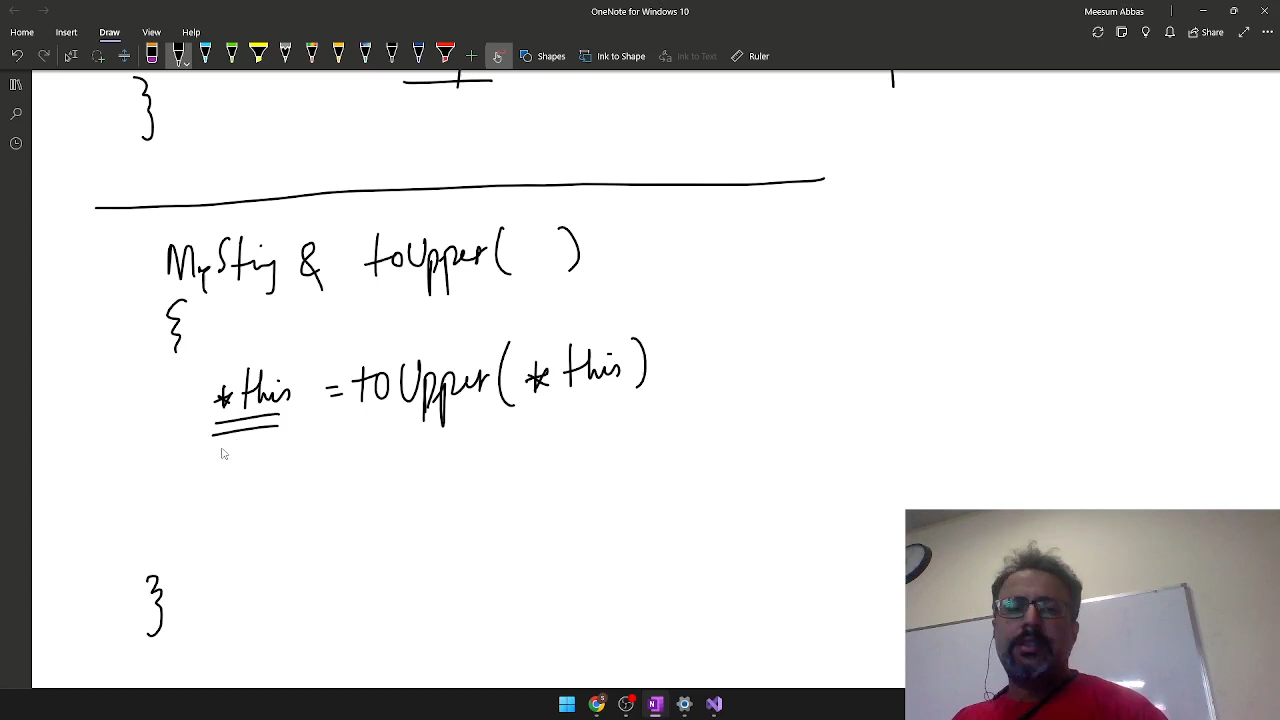 OneNote for Windows 10
Meesum Abbas
Home Insert Draw View Help
Shapes Ink to Shape Ink to Text Ruler
Share
}
MyString & toUpper( )
{
*this = toUpper(*this)
}